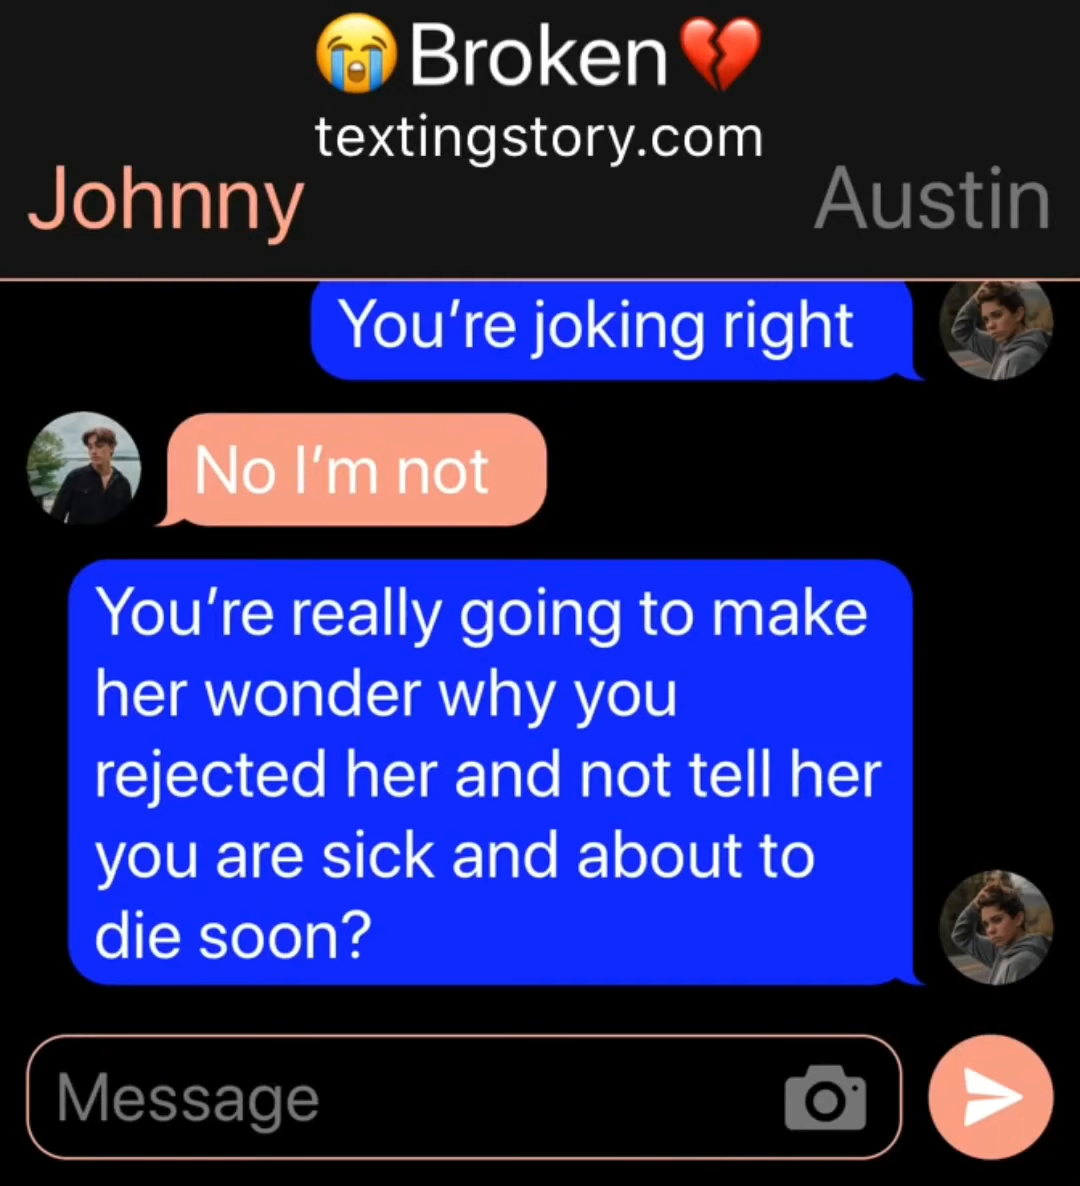 😭Broken💔
textingstory.com
Johnny
Austin
You’re joking right
No I’m not
You’re really going to make
her wonder why you
rejected her and not tell her
you are sick and about to
die soon?
Message